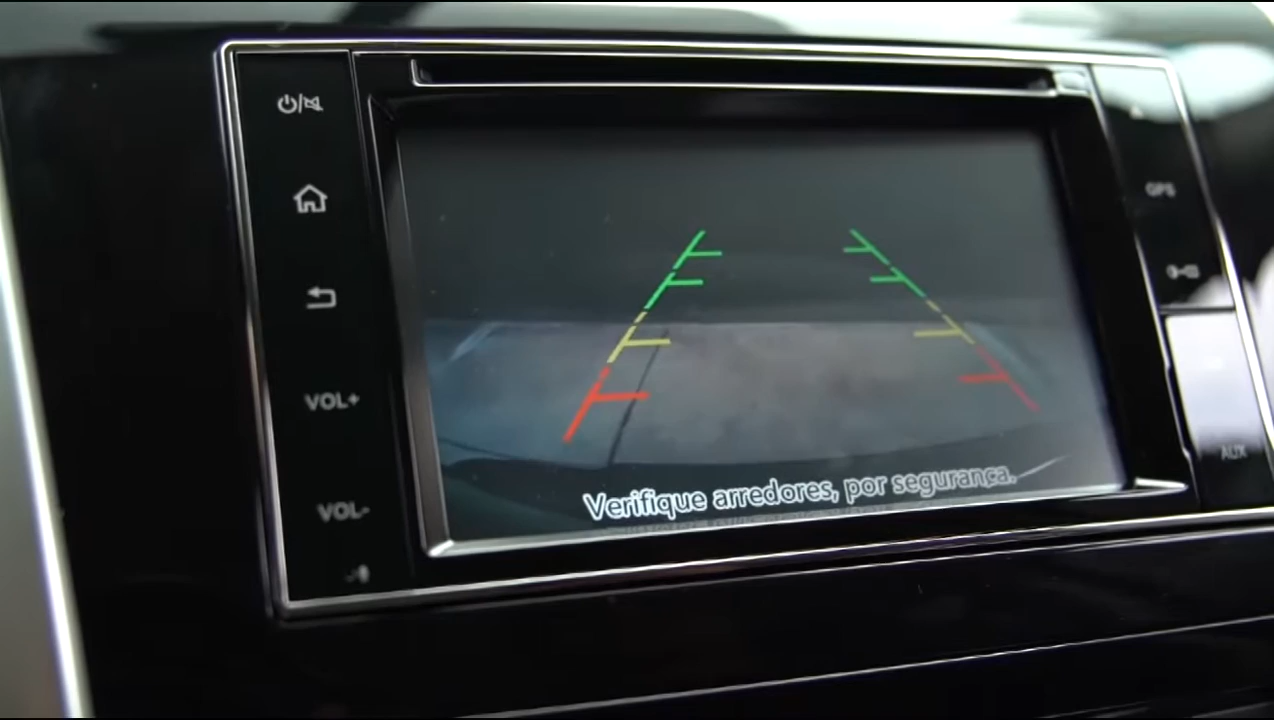 VOL+
VOL-
Verifique arredores, por segurança.
GPS
AUX